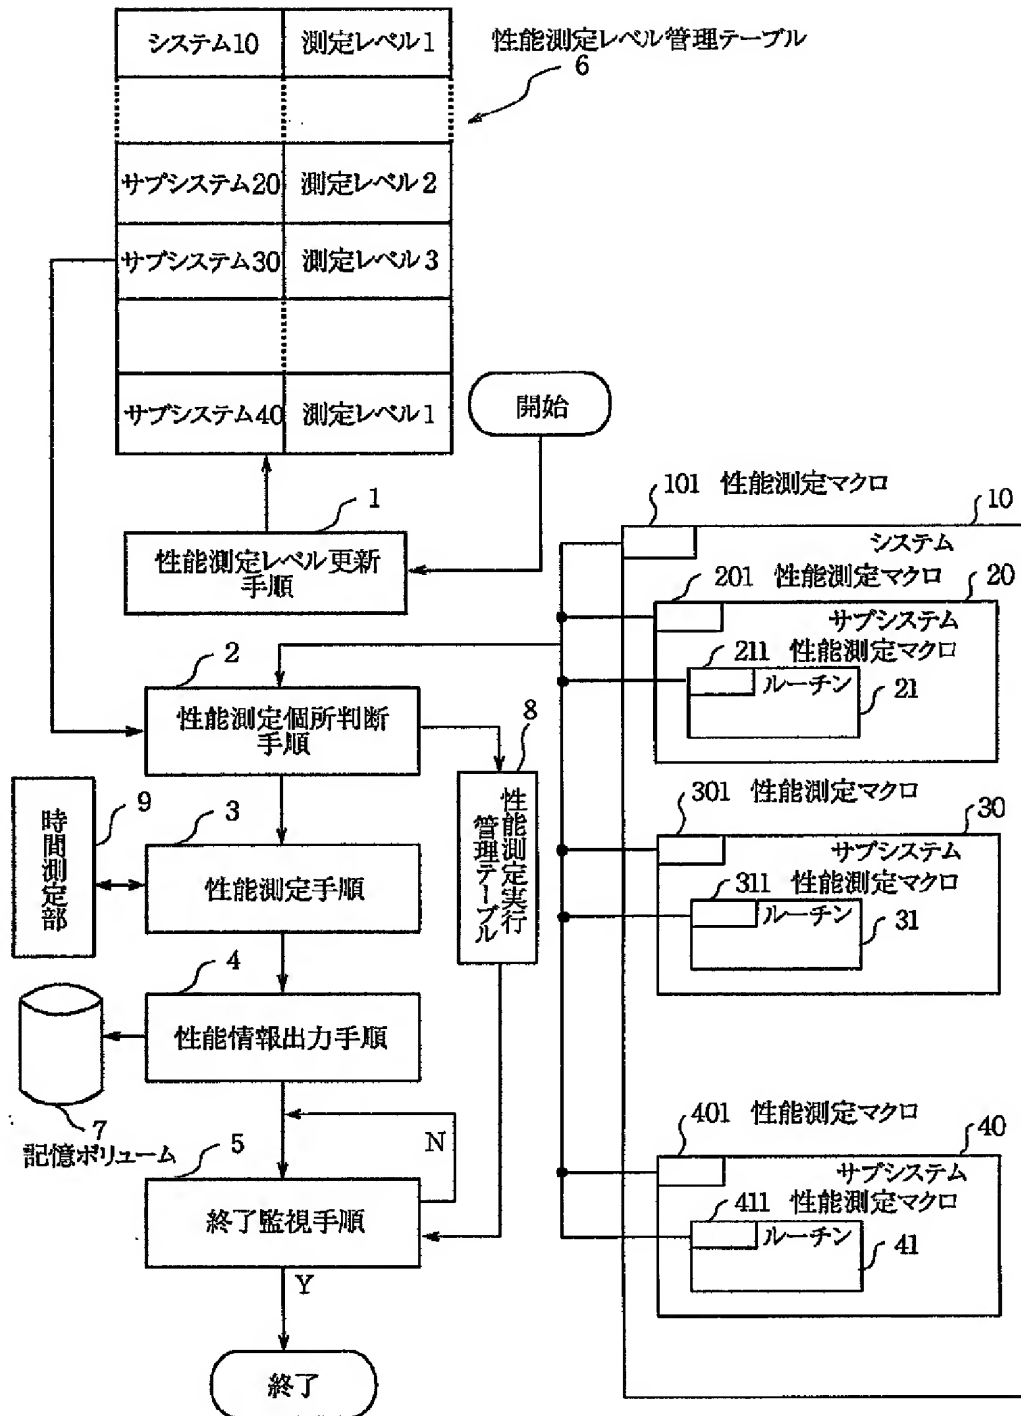 システム10 測定レベル1
性能測定レベル管理テーブル
6
サブシステム20 測定レベル2
サブシステム30 測定レベル3
サブシステム40 測定レベル1
開始
1
性能測定レベル更新
手順
101 性能測定マクロ
10
システム
201 性能測定マクロ
20
サブシステム
211 性能測定マクロ
ルーチン
21
2
性能測定個所判断
手順
8
性能測定実行
管理テーブル
9
時間測定部
3
性能測定手順
301 性能測定マクロ
30
サブシステム
311 性能測定マクロ
ルーチン
31
4
性能情報出力手順
7
記憶ボリューム
N
5
終了監視手順
Y
終了
401 性能測定マクロ
40
サブシステム
411 性能測定マクロ
ルーチン
41